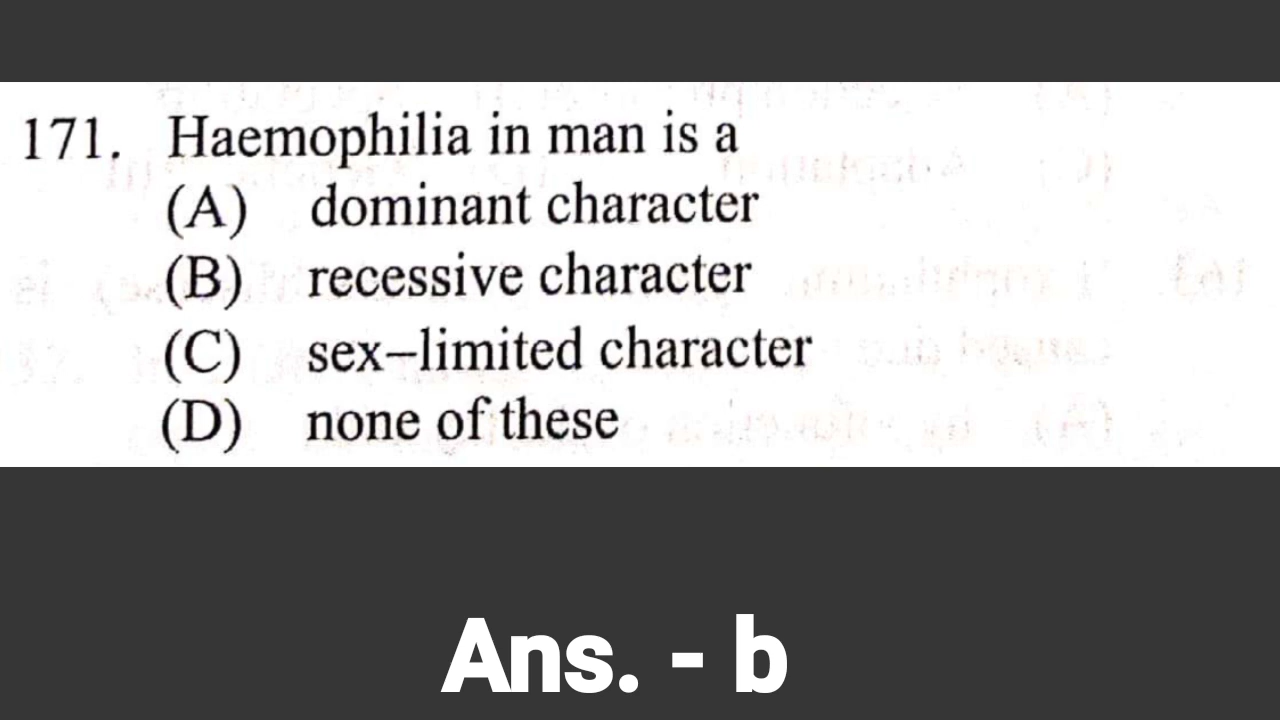 171. Haemophilia in man is a
(A) dominant character
(B) recessive character
(C) sex–limited character
(D) none of these
Ans. - b